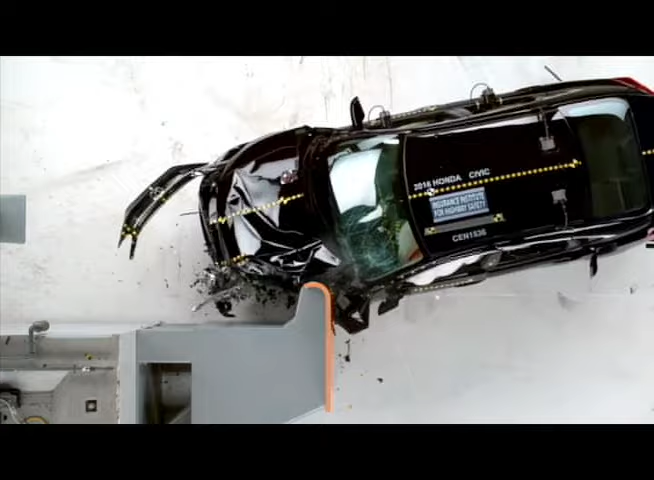 2016 HONDA CIVIC
INSURANCE INSTITUTE
FOR HIGHWAY SAFETY
CEN1536